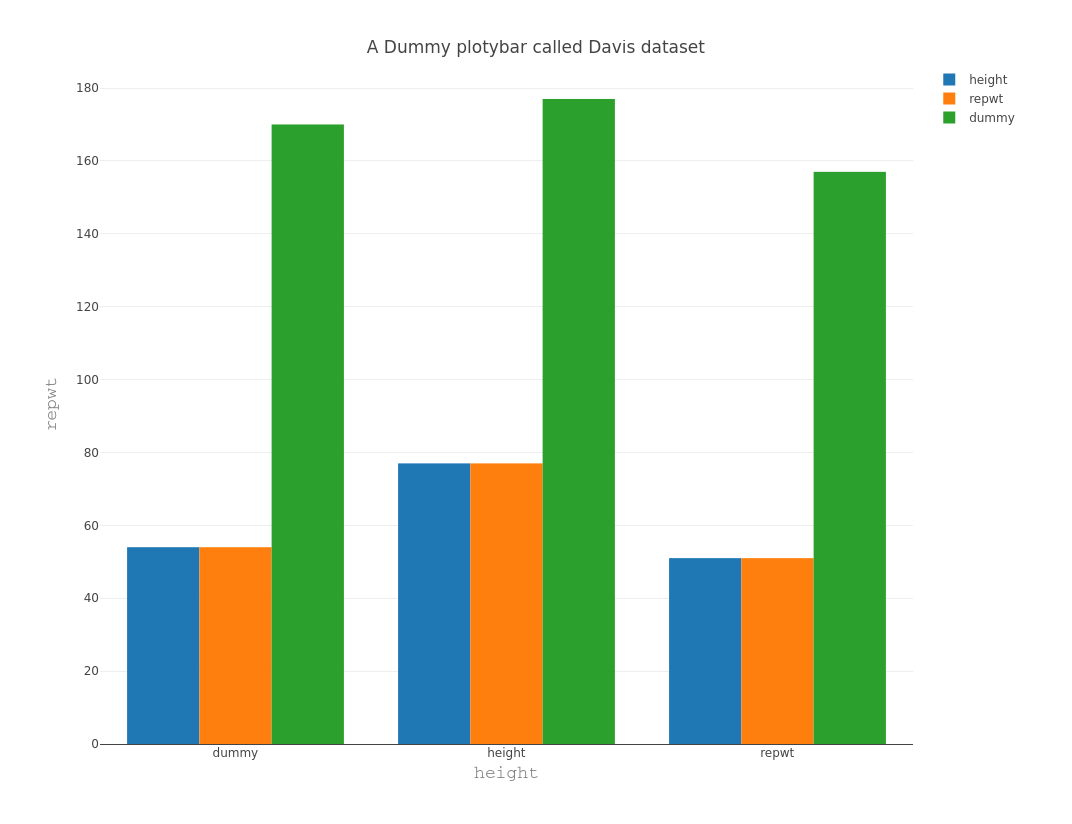 A Dummy plotybar called Davis dataset
height
repwt
dummy
180
160
140
120
100
80
60
40
20
0
repwt
dummy height repwt
height